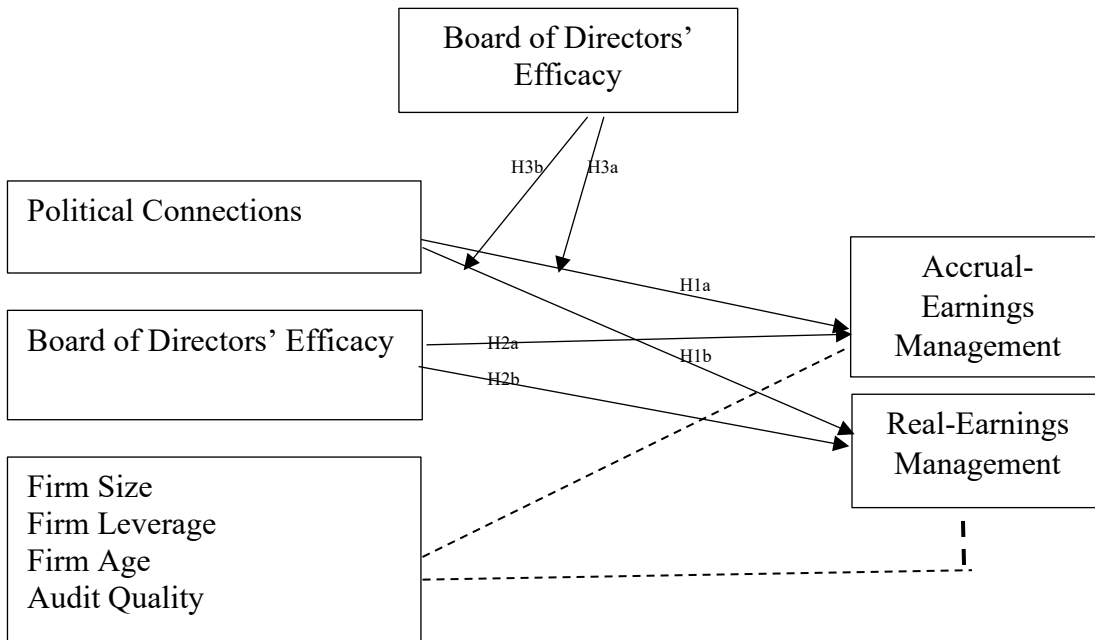 Board of Directors’
Efficacy
H3b
H3a
Political Connections
Accrual-
Earnings
Management
H1a
Board of Directors’ Efficacy
H2a
H1b
H2b
Real-Earnings
Management
Firm Size
Firm Leverage
Firm Age
Audit Quality